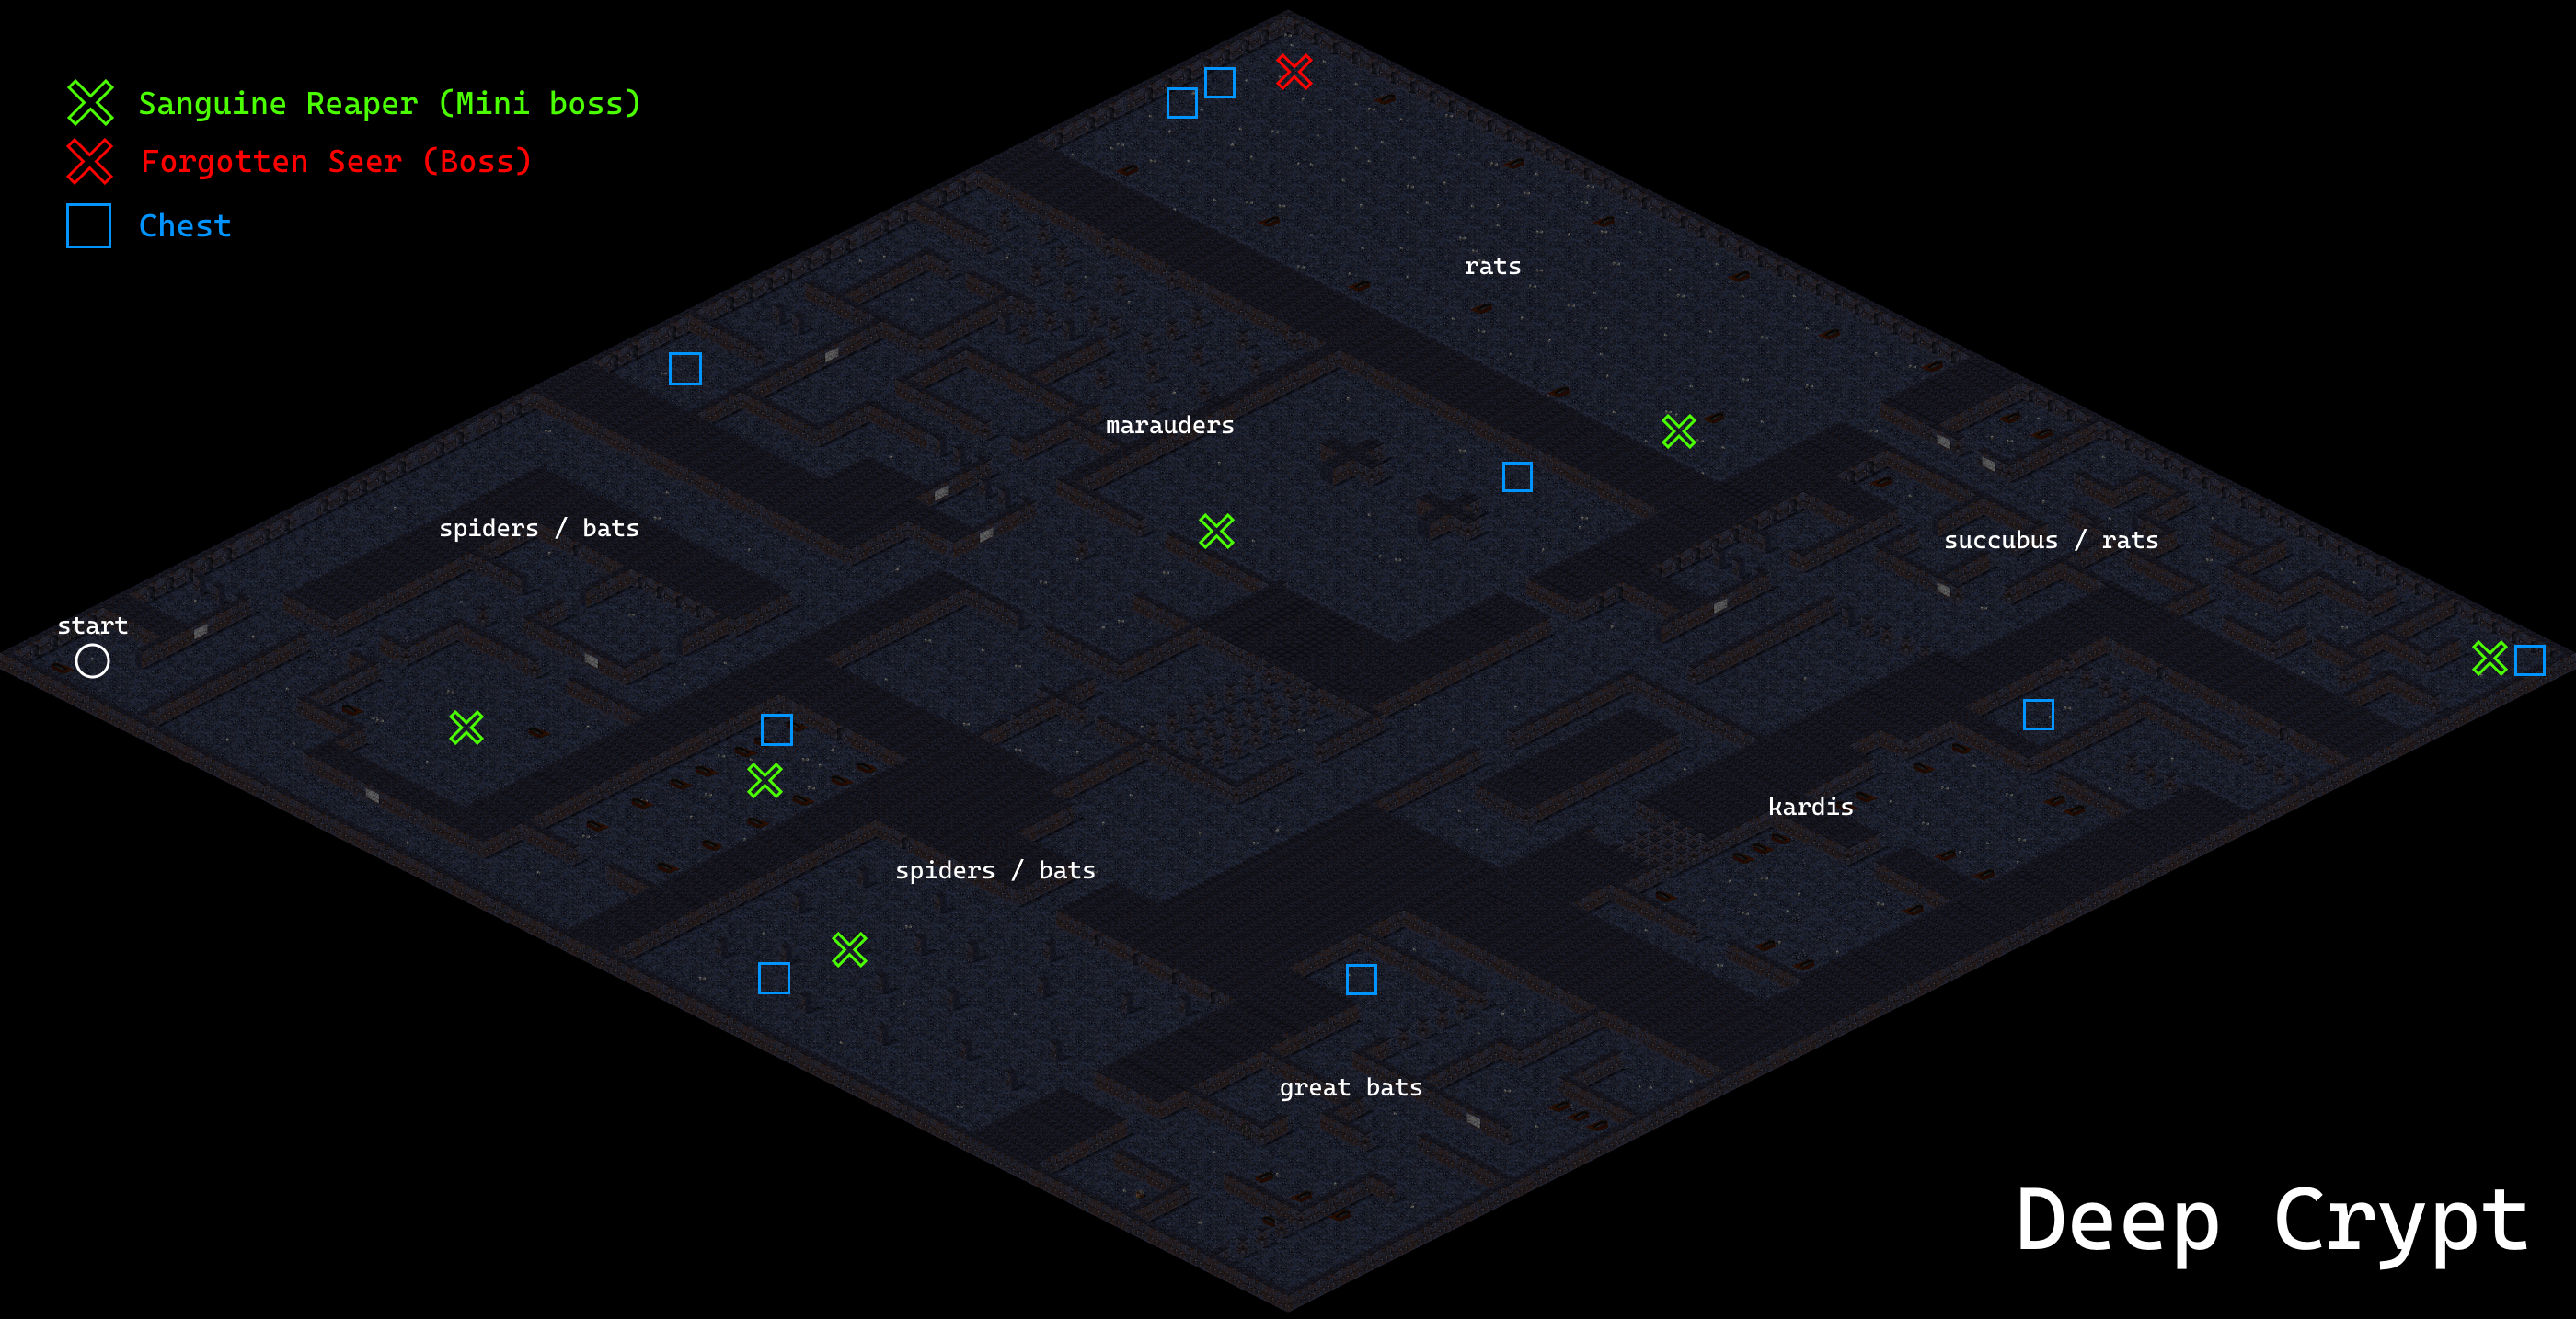 Sanguine Reaper (Mini boss)
Forgotten Seer (Boss)
Chest
rats
marauders
spiders / bats
succubus / rats
start
kardis
spiders / bats
great bats
Deep Crypt